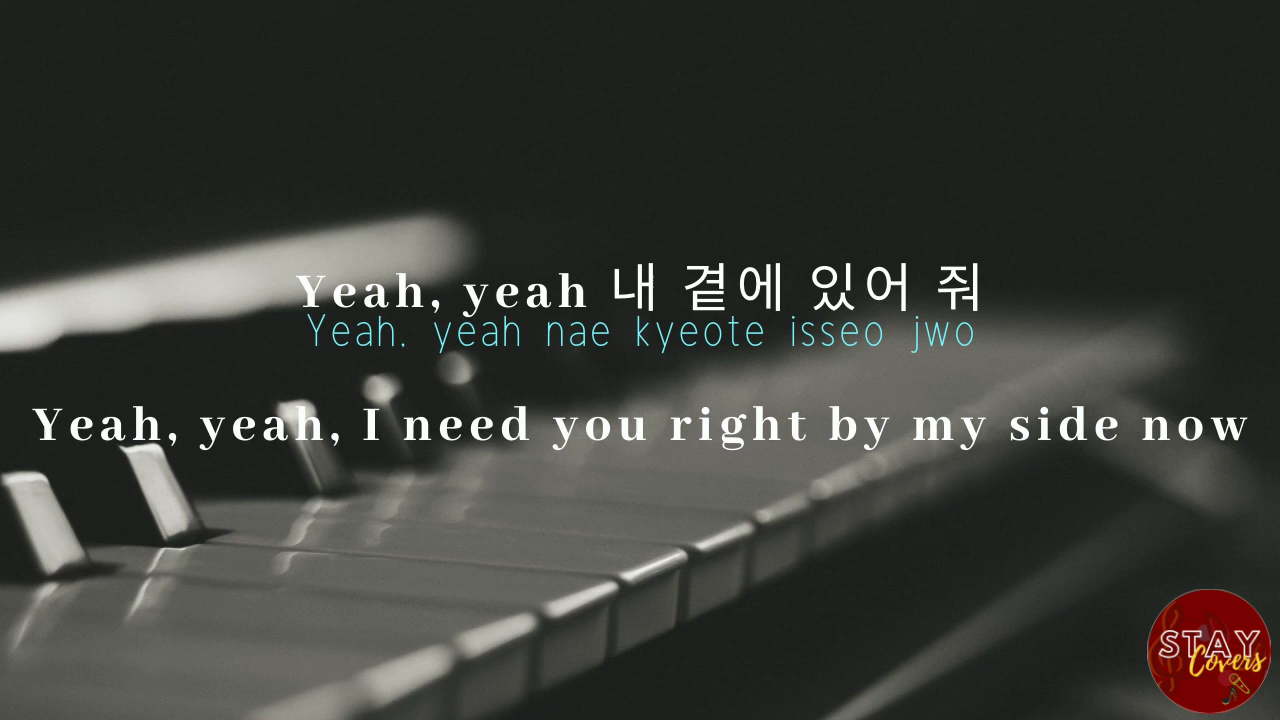 Yeah, yeah 내 곁에 있어 줘
Yeah, yeah nae kyeote isseo jwo
Yeah, yeah, I need you right by my side now
STAY
Covers